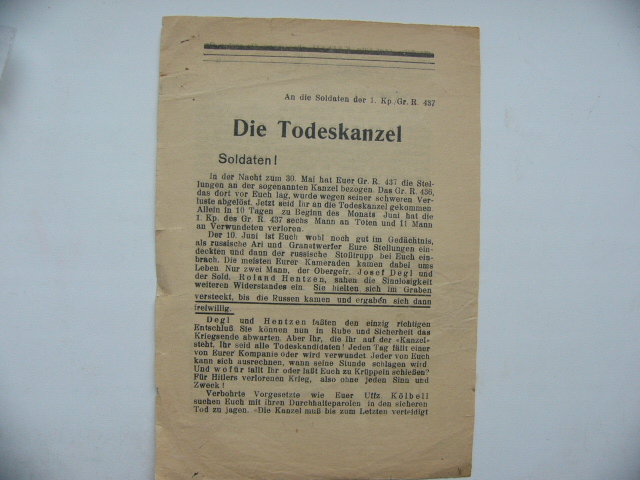 An die Soldaten der 1. Kp/Gr. R. 437
Die Todeskanzel
Soldaten!
In der Nacht zum 30. Mai hat Euer Gr. R. 437 die Stel-
lungen an der sogenannten Kanzel bezogen. Das Gr. R. 436,
das dort vor Euch lag, wurde wegen seiner schweren Ver-
luste abgelöst. Jetzt seid Ihr an die Todeskanzel gekommen
Allein in 10 Tagen zu Beginn des Monats Juni hat die
1. Kp. des Gr. R. 437 sechs Mann an Toten und 11 Mann
an Verwundeten verloren.
Der 10. Juni ist Euch wohl noch gut im Gedächtnis,
als russische Ari und Granatwerfer Eure Stellungen ein-
deckten und dann der russische Stoßtrupp bei Euch ein-
brach. Die meisten Eurer Kameraden kamen dabei ums
Leben Nur zwei Mann, der Obergefr. Josef Degl und
der Sold. Roland Hentzen, sahen die Sinnlosigkeit
weiteren Widerstandes ein. Sie hielten sich im Graben
versteckt, bis die Russen kamen und ergaben sich dann
freiwillig.
Degl und Hentzen faßten den einzig richtigen
Entschluß. Sie können nun in Ruhe und Sicherheit das
Kriegsende abwarten. Aber Ihr, die Ihr auf der «Kanzel»
steht. Ihr seid alle Todeskandidaten! Jeden Tag fällt einer
von Eurer Kompanie oder wird verwundet Jeder von Euch
kann sich ausrechnen, wann seine Stunde schlagen wird
Und wofür fallt Ihr oder laßt Euch zu Krüppeln schießen?
Für Hitlers verlorenen Krieg, also ohne jeden Sinn und
Zweck!
Verbohrte Vorgesetzte wie Euer Uffz. Kölbell
suchen Euch mit ihren Durchhalteparolen in den sicheren
Tod zu jagen. «Die Kanzel muß bis zum Letzten verteidigt